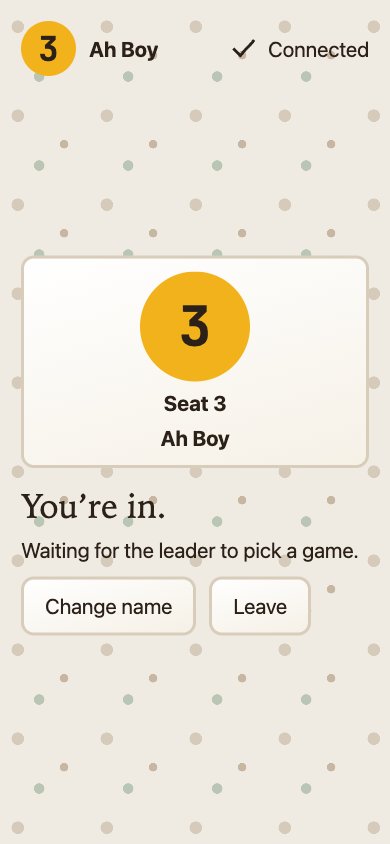 3 Ah Boy Connected
3
Seat 3
Ah Boy
You’re in.
Waiting for the leader to pick a game.
Change name Leave